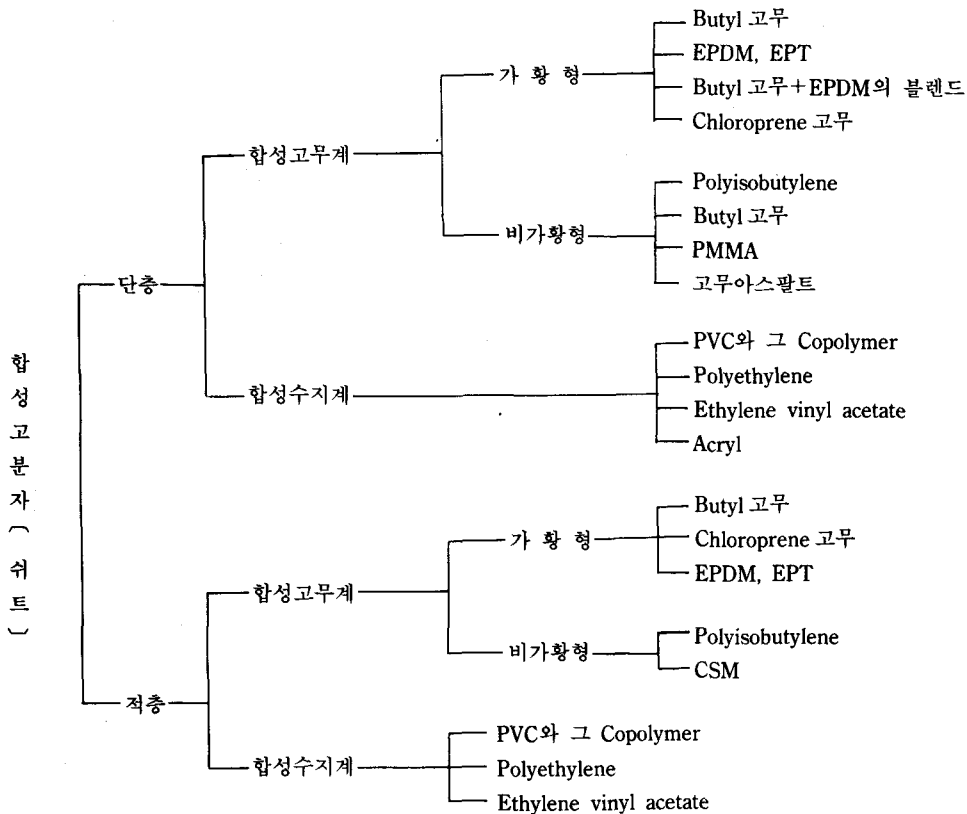 합성고분자(쉬트)
단층
합성고무계
가 황 형
Butyl 고무
EPDM, EPT
Butyl 고무+EPDM의 블렌드
Chloroprene 고무
비가황형
Polyisobutylene
Butyl 고무
PMMA
고무아스팔트
합성수지계
PVC와 그 Copolymer
Polyethylene
Ethylene vinyl acetate
Acryl
적층
합성고무계
가 황 형
Butyl 고무
Chloroprene 고무
EPDM, EPT
비가황형
Polyisobutylene
CSM
합성수지계
PVC와 그 Copolymer
Polyethylene
Ethylene vinyl acetate